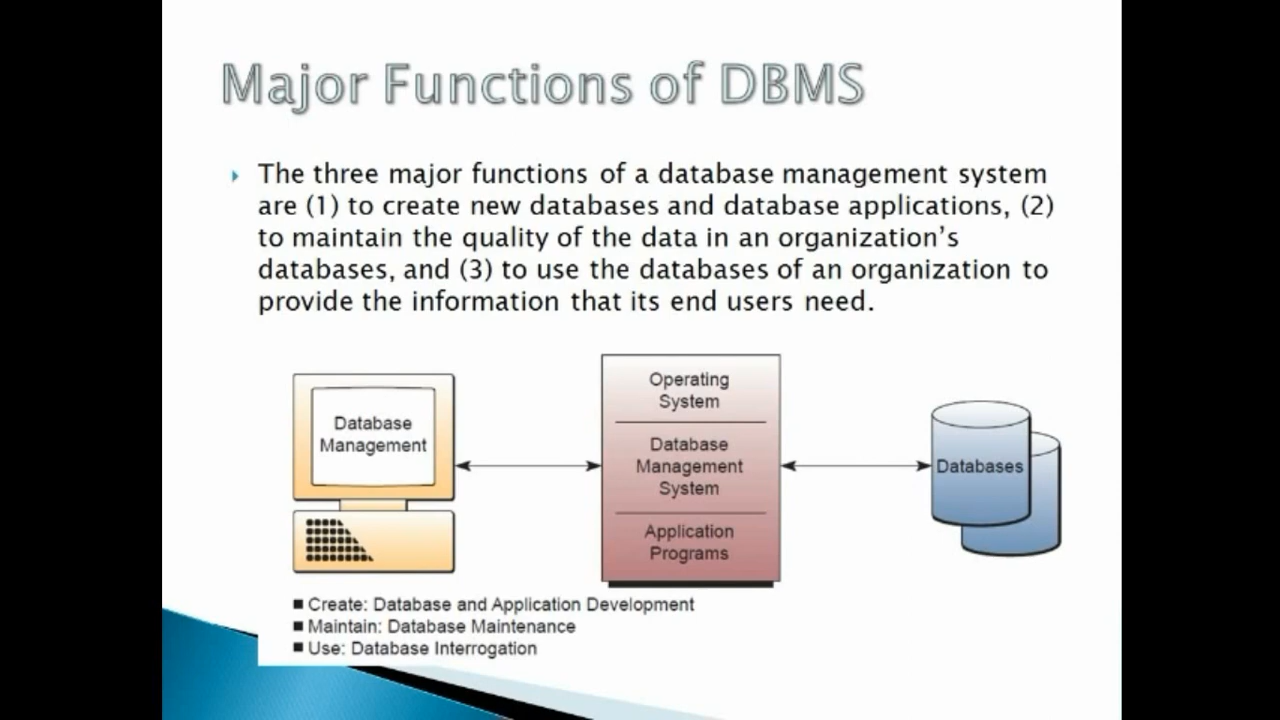 Major Functions of DBMS
The three major functions of a database management system
are (1) to create new databases and database applications, (2)
to maintain the quality of the data in an organization’s
databases, and (3) to use the databases of an organization to
provide the information that its end users need.
Database
Management
Operating
System
Database
Management
System
Application
Programs
Databases
Create: Database and Application Development
Maintain: Database Maintenance
Use: Database Interrogation